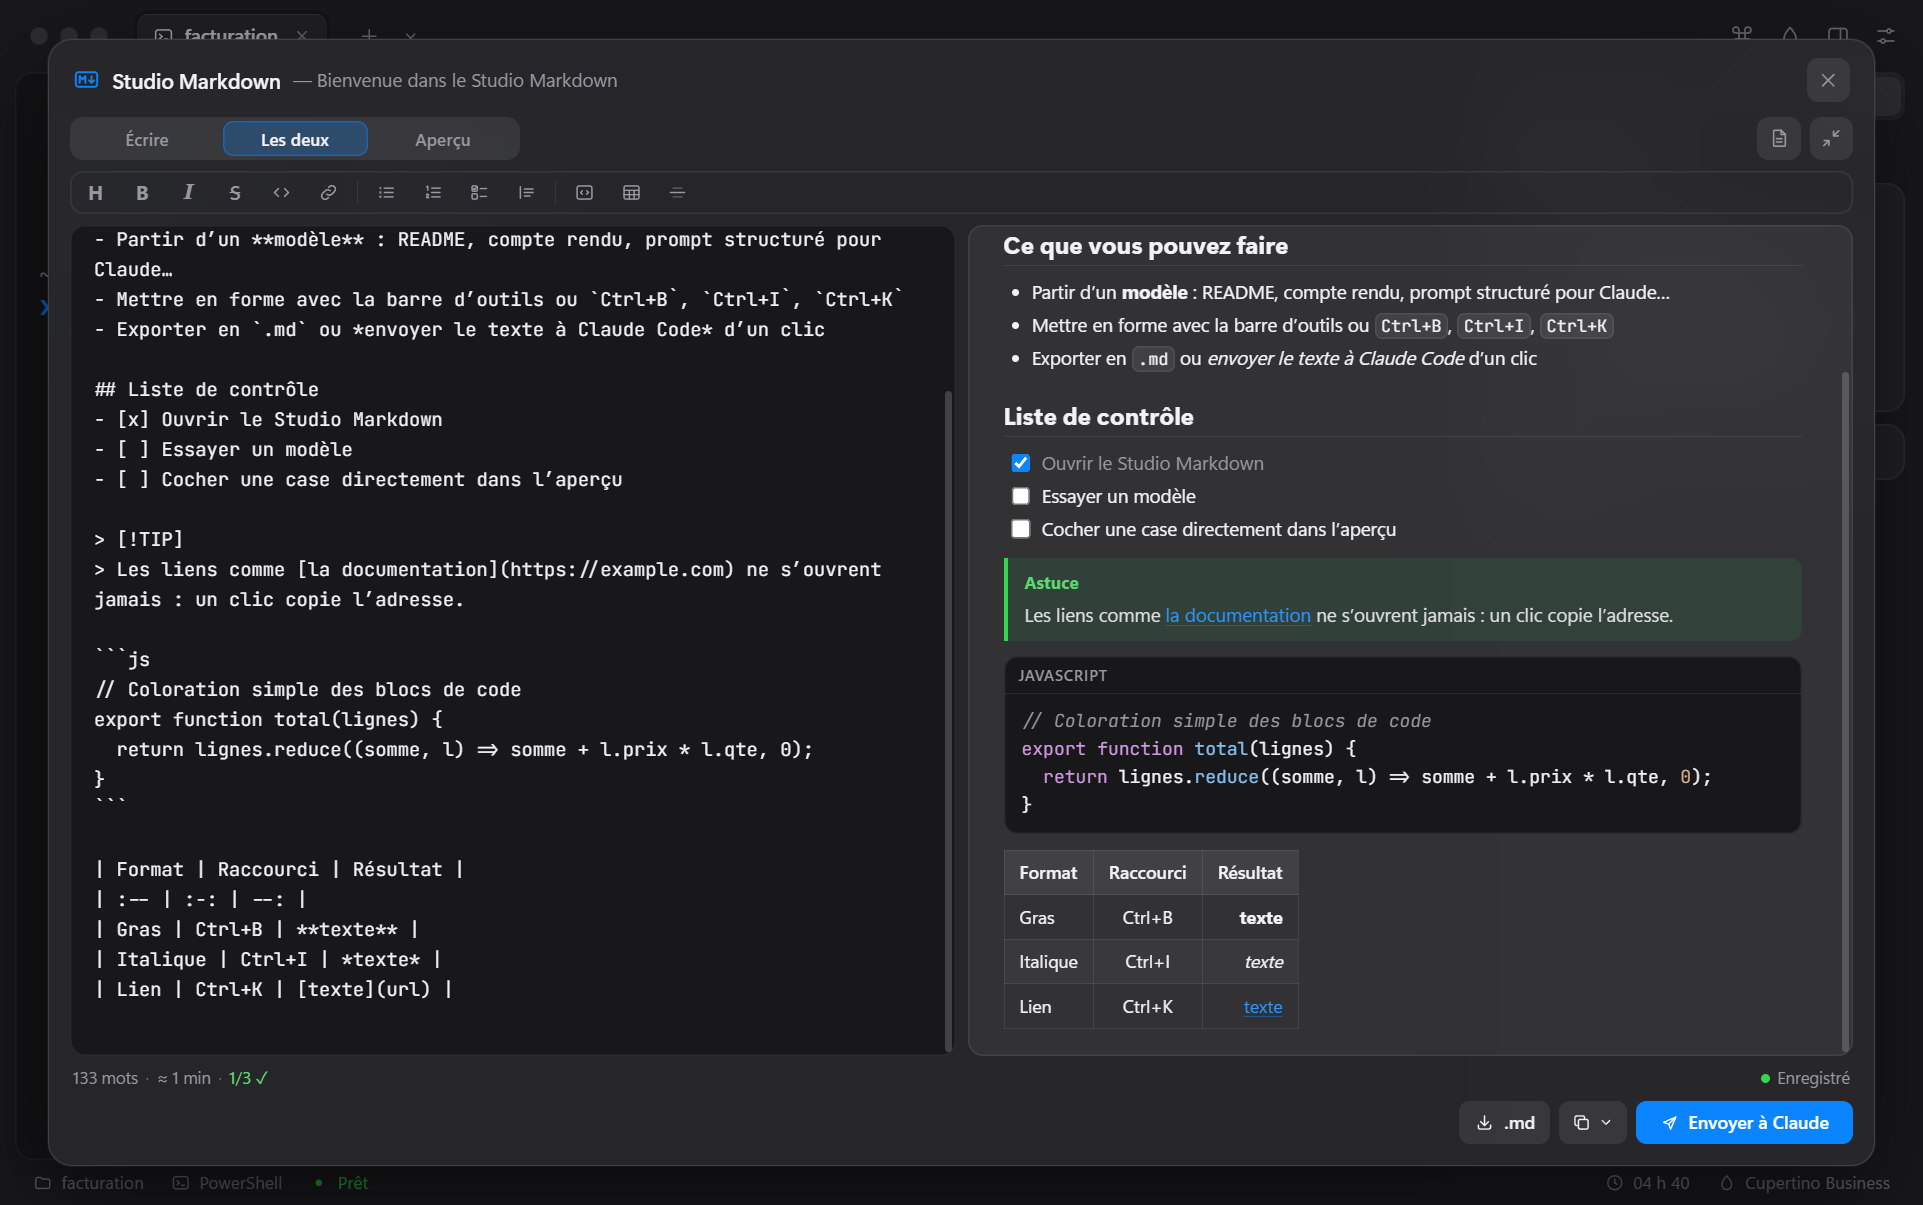 facturation
Studio Markdown — Bienvenue dans le Studio Markdown
Écrire
Les deux
Aperçu
H B I S
- Partir d’un **modèle** : README, compte rendu, prompt structuré pour
Claude…
- Mettre en forme avec la barre d’outils ou `Ctrl+B`, `Ctrl+I`, `Ctrl+K`
- Exporter en `.md` ou *envoyer le texte à Claude Code* d’un clic
## Liste de contrôle
- [x] Ouvrir le Studio Markdown
- [ ] Essayer un modèle
- [ ] Cocher une case directement dans l’aperçu
> [!TIP]
> Les liens comme [la documentation](https://example.com) ne s’ouvrent
jamais : un clic copie l’adresse.
```js
// Coloration simple des blocs de code
export function total(lignes) {
  return lignes.reduce((somme, l) => somme + l.prix * l.qte, 0);
}
```
| Format | Raccourci | Résultat |
| :-- | :-: | --: |
| Gras | Ctrl+B | **texte** |
| Italique | Ctrl+I | *texte* |
| Lien | Ctrl+K | [texte](url) |
Ce que vous pouvez faire
• Partir d’un modèle : README, compte rendu, prompt structuré pour Claude…
• Mettre en forme avec la barre d’outils ou Ctrl+B, Ctrl+I, Ctrl+K
• Exporter en .md ou envoyer le texte à Claude Code d’un clic
Liste de contrôle
Ouvrir le Studio Markdown
Essayer un modèle
Cocher une case directement dans l’aperçu
Astuce
Les liens comme la documentation ne s’ouvrent jamais : un clic copie l’adresse.
JAVASCRIPT
// Coloration simple des blocs de code
export function total(lignes) {
  return lignes.reduce((somme, l) => somme + l.prix * l.qte, 0);
}
Format Raccourci Résultat
Gras Ctrl+B texte
Italique Ctrl+I texte
Lien Ctrl+K texte
133 mots · ≈ 1 min · 1/3 ✓
Enregistré
.md
Envoyer à Claude
facturation PowerShell Prêt
04 h 40 Cupertino Business